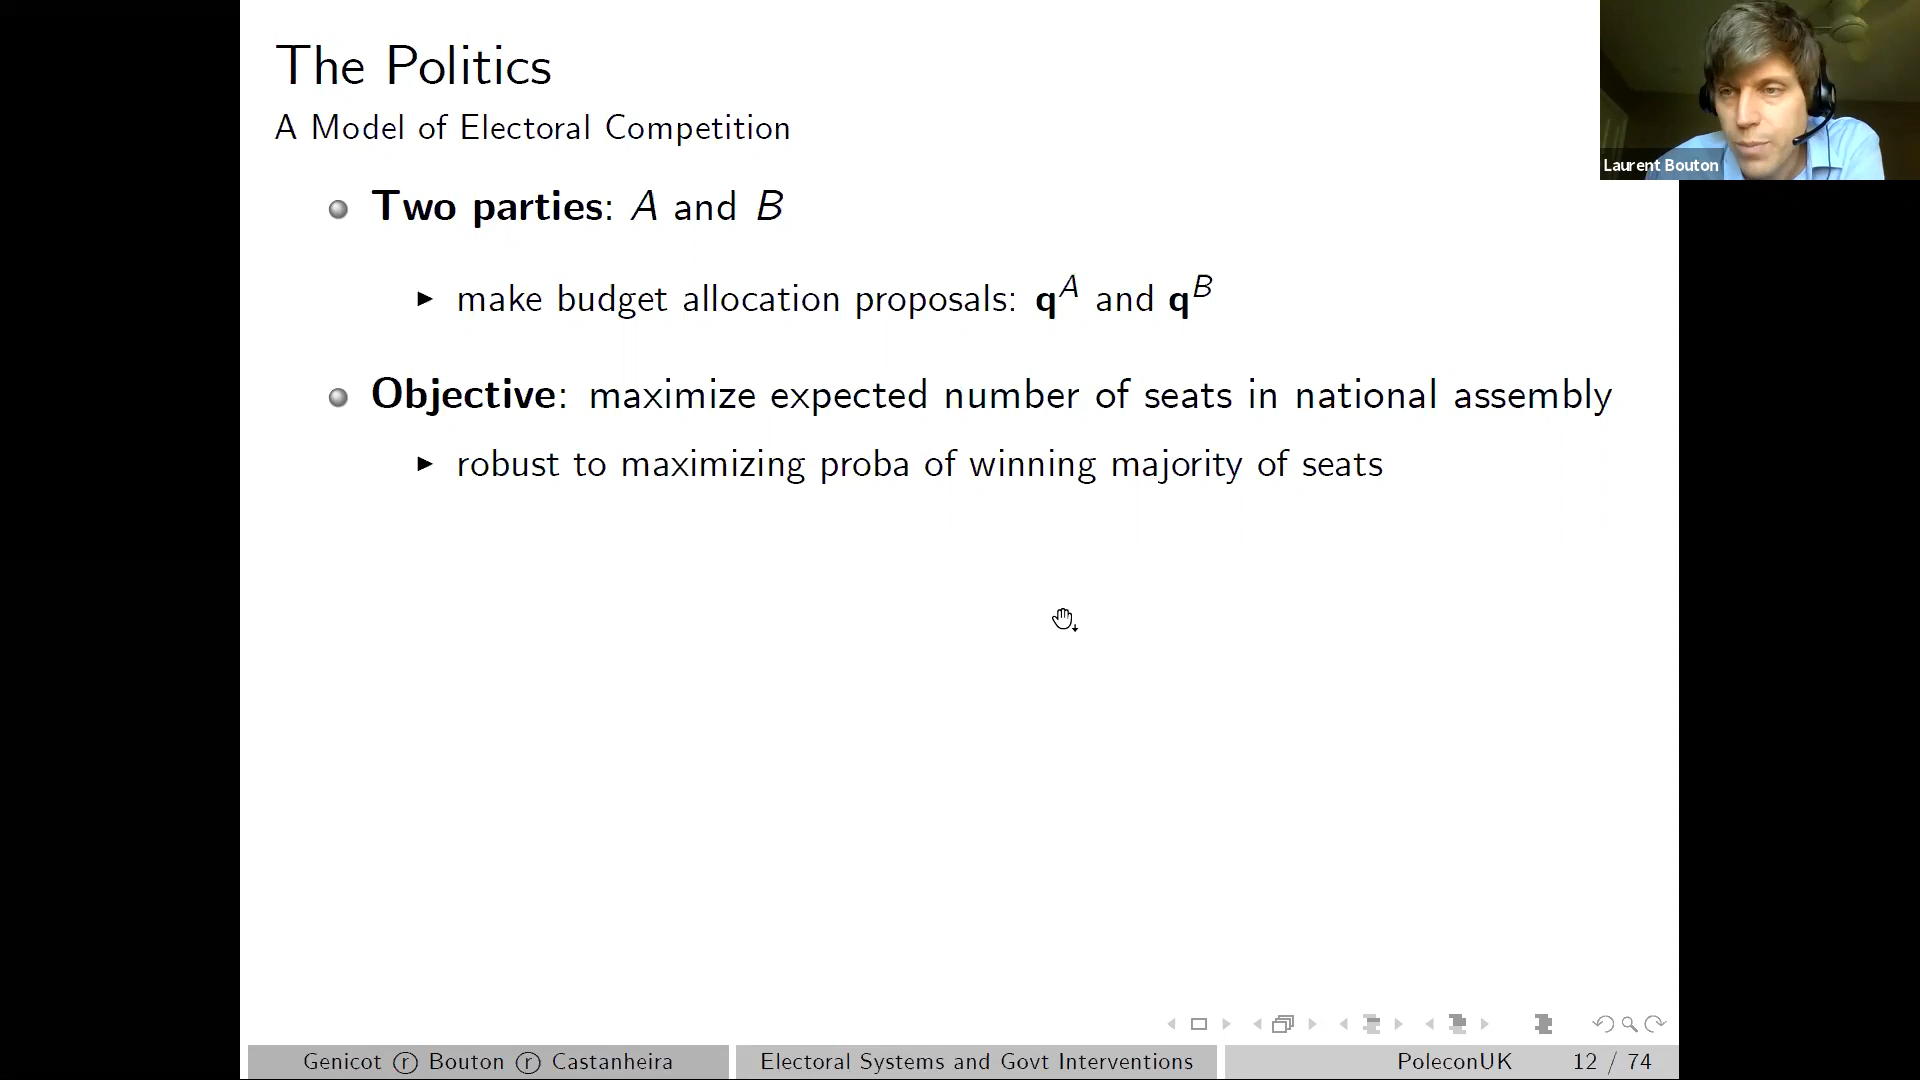 The Politics
A Model of Electoral Competition
Two parties: A and B
make budget allocation proposals: q^A and q^B
Objective: maximize expected number of seats in national assembly
robust to maximizing proba of winning majority of seats
Laurent Bouton
Genicot ⓡ Bouton ⓡ Castanheira
Electoral Systems and Govt Interventions
PoleconUK 12 / 74